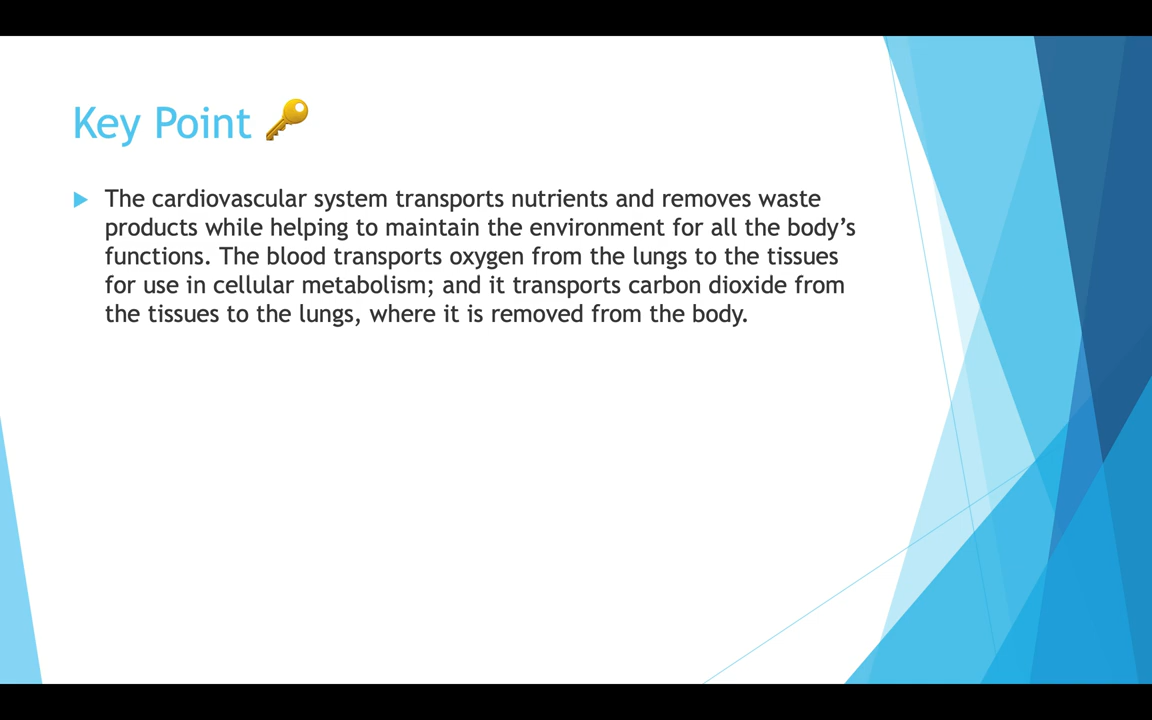 Key Point 🔑
The cardiovascular system transports nutrients and removes waste
products while helping to maintain the environment for all the body’s
functions. The blood transports oxygen from the lungs to the tissues
for use in cellular metabolism; and it transports carbon dioxide from
the tissues to the lungs, where it is removed from the body.